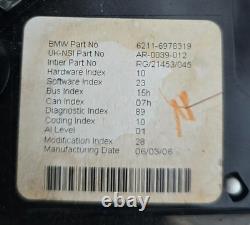 BMW Part No 6211-6978319
UK-NSI Part No AR-0039-012
Intier Part No RG/21453/045
Hardware Index 10
Software Index 23
Bus Index 15h
Can Index 07h
Diagnostic Index 89
Coding Index 10
AI Level 01
Modification Index 28
Manufacturing Date 06/03/06